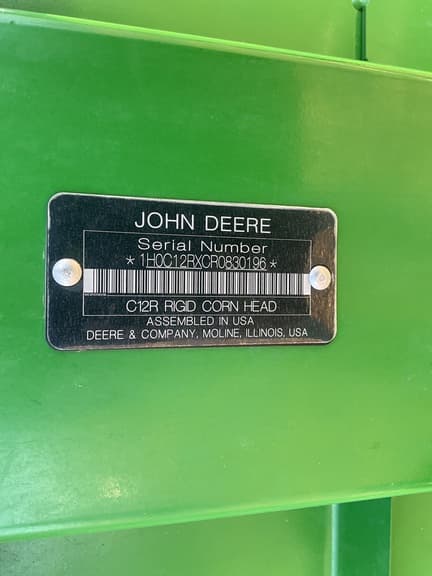 JOHN DEERE
Serial Number
*1H0C12RXCR0830196*
C12R RIGID CORN HEAD
ASSEMBLED IN USA
DEERE & COMPANY, MOLINE, ILLINOIS, USA